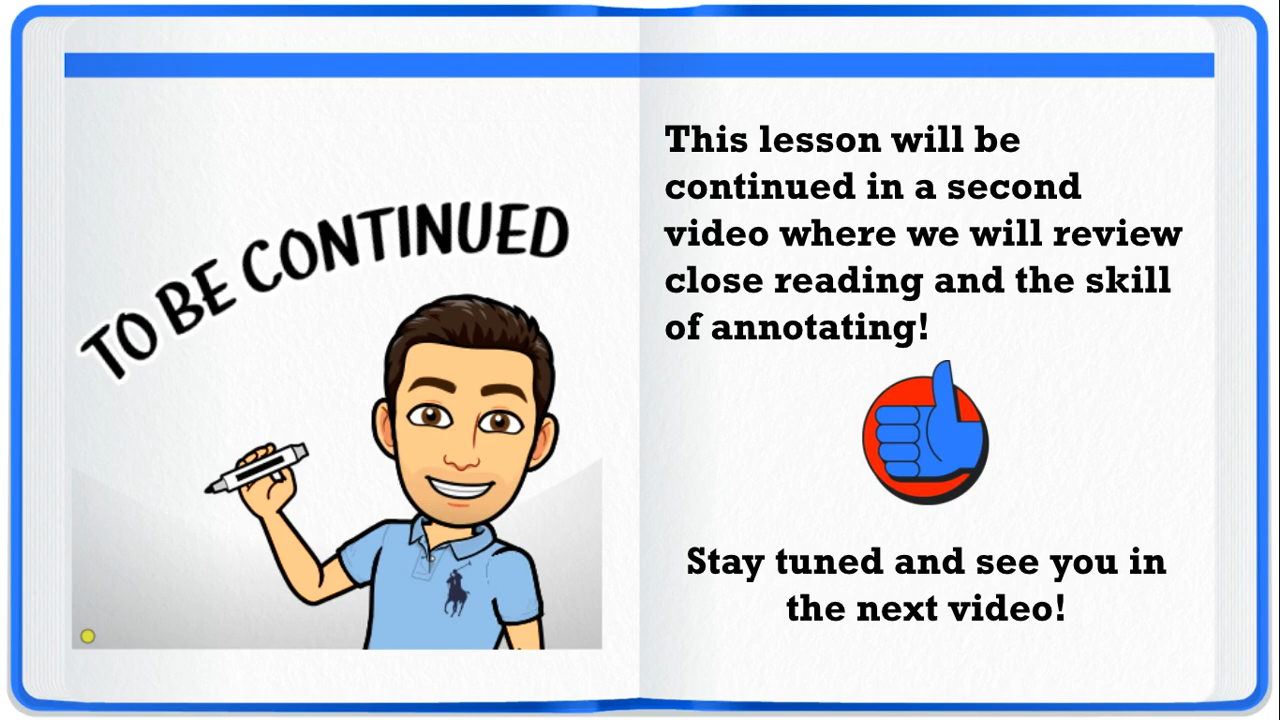 TO BE CONTINUED
This lesson will be
continued in a second
video where we will review
close reading and the skill
of annotating!
Stay tuned and see you in
the next video!